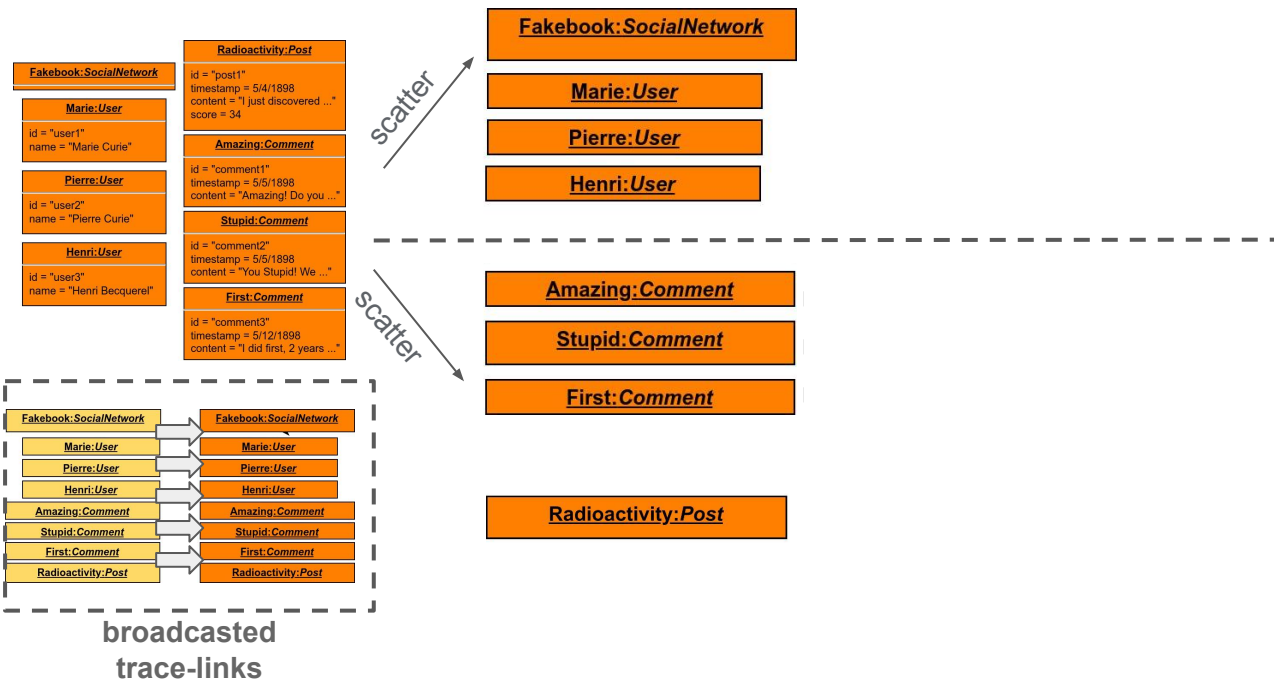 Fakebook:SocialNetwork
Marie:User
id = "user1"
name = "Marie Curie"
Pierre:User
id = "user2"
name = "Pierre Curie"
Henri:User
id = "user3"
name = "Henri Becquerel"
Radioactivity:Post
id = "post1"
timestamp = 5/4/1898
content = "I just discovered ..."
score = 34
Amazing:Comment
id = "comment1"
timestamp = 5/5/1898
content = "Amazing! Do you ..."
Stupid:Comment
id = "comment2"
timestamp = 5/5/1898
content = "You Stupid! We ..."
First:Comment
id = "comment3"
timestamp = 5/12/1898
content = "I did first, 2 years ..."
scatter
Fakebook:SocialNetwork
Marie:User
Pierre:User
Henri:User
scatter
Amazing:Comment
Stupid:Comment
First:Comment
Radioactivity:Post
Fakebook:SocialNetwork
Marie:User
Pierre:User
Henri:User
Amazing:Comment
Stupid:Comment
First:Comment
Radioactivity:Post
Fakebook:SocialNetwork
Marie:User
Pierre:User
Henri:User
Amazing:Comment
Stupid:Comment
First:Comment
Radioactivity:Post
broadcasted
trace-links